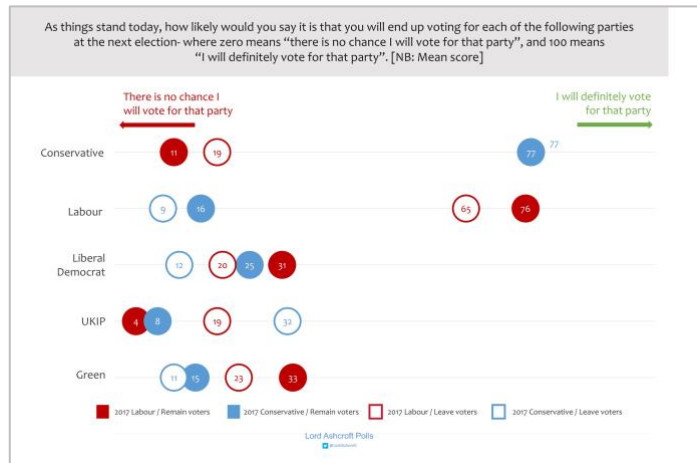 As things stand today, how likely would you say it is that you will end up voting for each of the following parties
at the next election- where zero means “there is no chance I will vote for that party”, and 100 means
“I will definitely vote for that party”. [NB: Mean score]
There is no chance I
will vote for that party
I will definitely vote
for that party
Conservative 11 19 77 77
Labour 9 16 65 76
Liberal
Democrat 12 20 25 31
UKIP 4 8 19 32
Green 11 15 23 33
2017 Labour / Remain voters 2017 Conservative / Remain voters 2017 Labour / Leave voters 2017 Conservative / Leave voters
Lord Ashcroft Polls